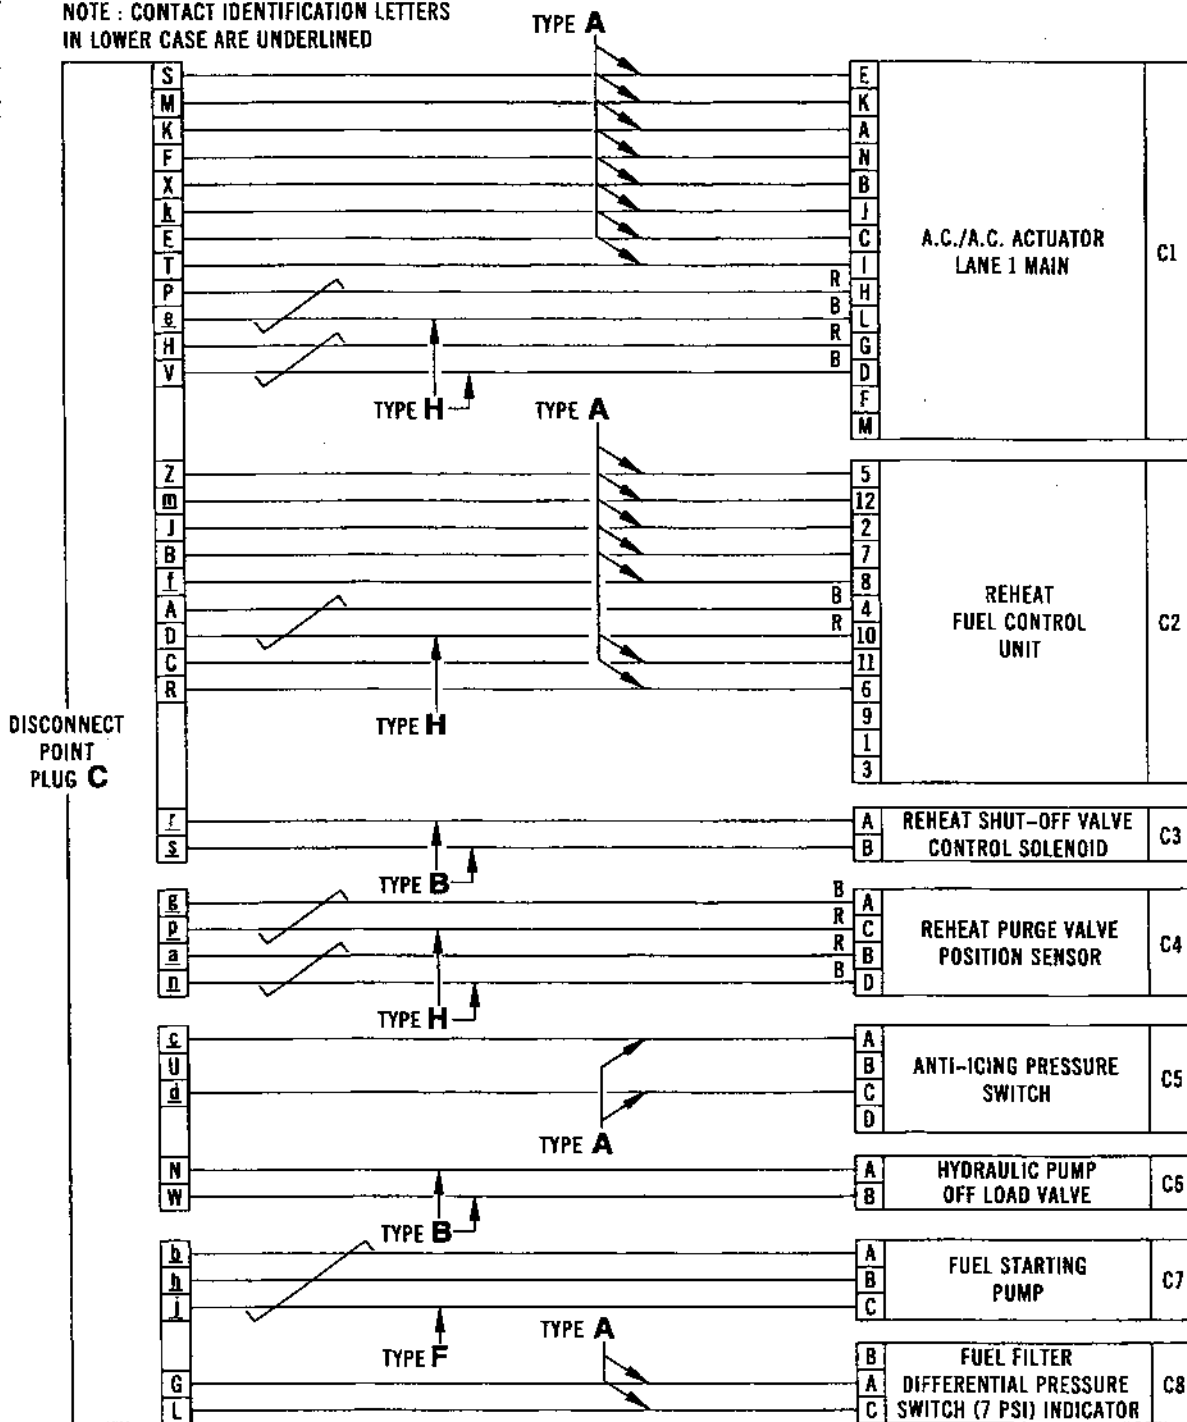 NOTE : CONTACT IDENTIFICATION LETTERS
IN LOWER CASE ARE UNDERLINED
TYPE A
S E
M K
K A
F N
X B
k J
E C
T I
P R H
e B L
H R G
V B D
F
M
A.C./A.C. ACTUATOR
LANE 1 MAIN
C1
TYPE H
TYPE A
Z 5
m 12
J 2
B 7
f 8
A B 4
D R 10
C 11
R 6
9
1
3
REHEAT
FUEL CONTROL
UNIT
C2
TYPE H
DISCONNECT
POINT
PLUG C
r A
s B
REHEAT SHUT-OFF VALVE
CONTROL SOLENOID
C3
TYPE B
g B A
p R C
a R B
n B D
REHEAT PURGE VALVE
POSITION SENSOR
C4
TYPE H
c A
U B
d C
D
ANTI-ICING PRESSURE
SWITCH
C5
TYPE A
N A
W B
HYDRAULIC PUMP
OFF LOAD VALVE
C6
TYPE B
b A
h B
j C
FUEL STARTING
PUMP
C7
TYPE F
TYPE A
B
G A
L C
FUEL FILTER
DIFFERENTIAL PRESSURE
SWITCH (7 PSI) INDICATOR
C8